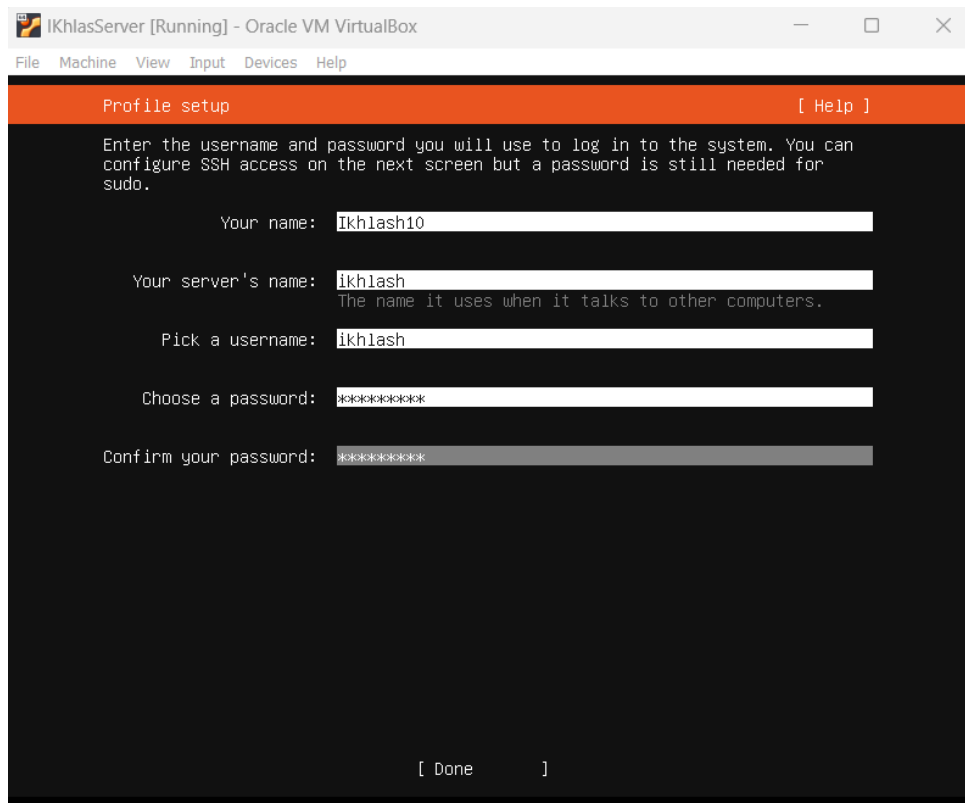 IKhlasServer [Running] - Oracle VM VirtualBox
File Machine View Input Devices Help
Profile setup [ Help ]
Enter the username and password you will use to log in to the system. You can
configure SSH access on the next screen but a password is still needed for
sudo.
Your name: Ikhlash10
Your server's name: ikhlash
The name it uses when it talks to other computers.
Pick a username: ikhlash
Choose a password: *********
Confirm your password: *********
[ Done ]